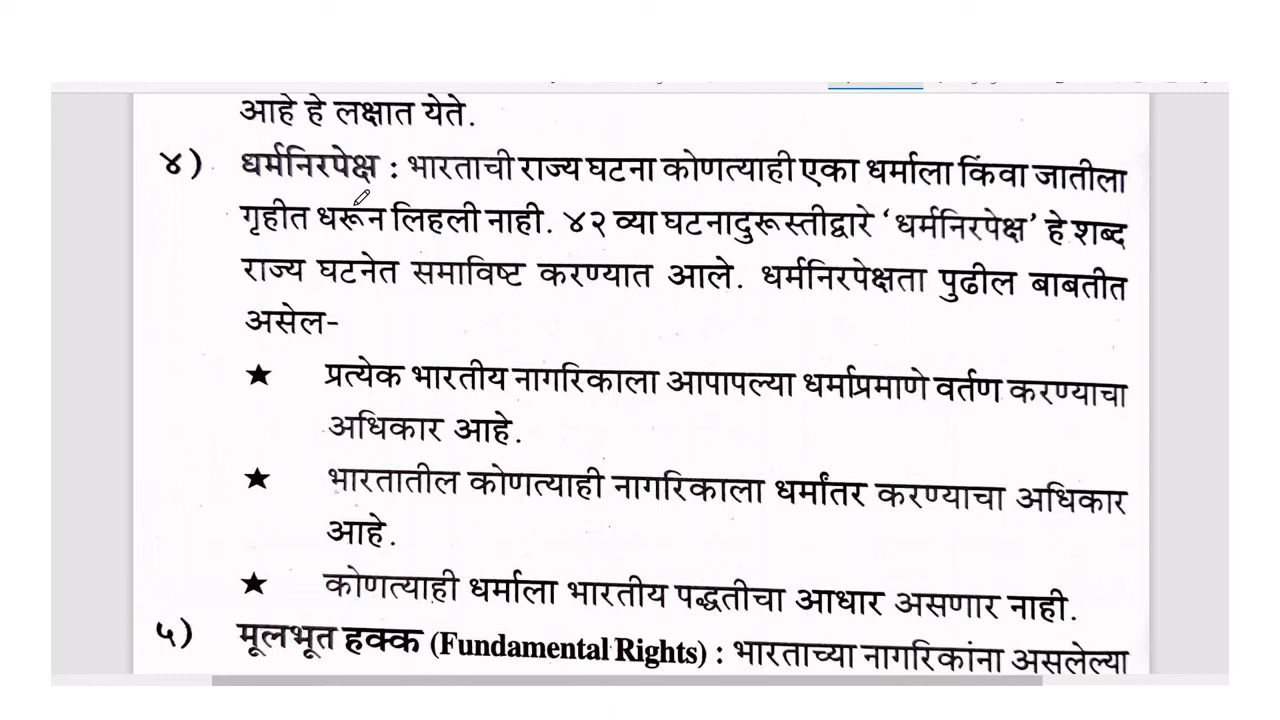 आहे हे लक्षात येते.
४) धर्मनिरपेक्ष : भारताची राज्य घटना कोणत्याही एका धर्माला किंवा जातीला
गृहीत धरून लिहली नाही. ४२ व्या घटनादुरूस्तीद्वारे ‘धर्मनिरपेक्ष’ हे शब्द
राज्य घटनेत समाविष्ट करण्यात आले. धर्मनिरपेक्षता पुढील बाबतीत
असेल-
★ प्रत्येक भारतीय नागरिकाला आपापल्या धर्माप्रमाणे वर्तण करण्याचा
अधिकार आहे.
★ भारतातील कोणत्याही नागरिकाला धर्मांतर करण्याचा अधिकार
आहे.
★ कोणत्याही धर्माला भारतीय पद्धतीचा आधार असणार नाही.
५) मूलभूत हक्क (Fundamental Rights) : भारताच्या नागरिकांना असलेल्या